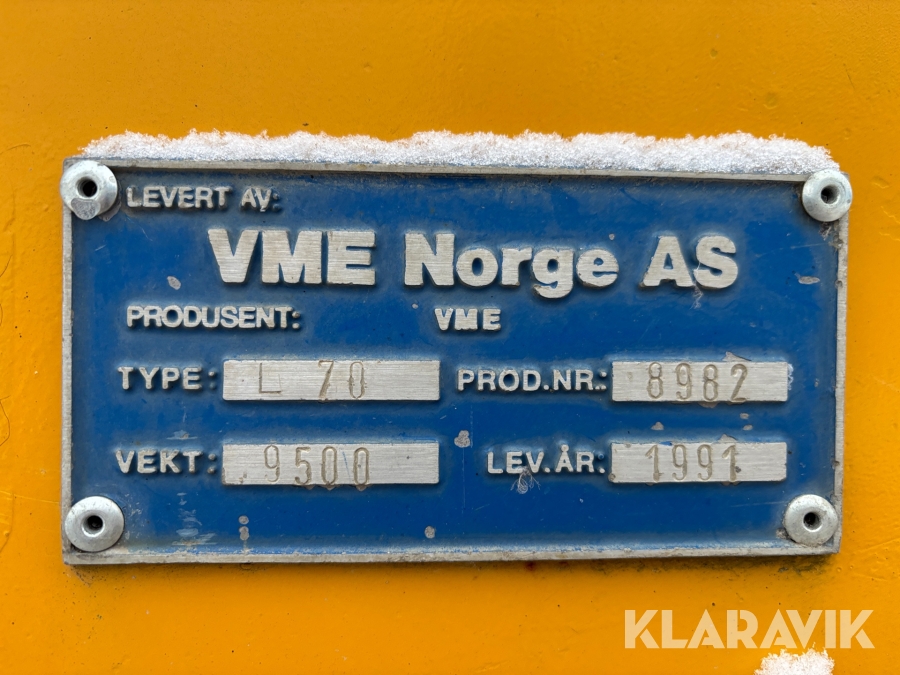 LEVERT AV:
VME Norge AS
PRODUSENT: VME
TYPE: L 70 PROD.NR.: 8982
VEKT: 9500 LEV.ÅR: 1991
KLARAVIK